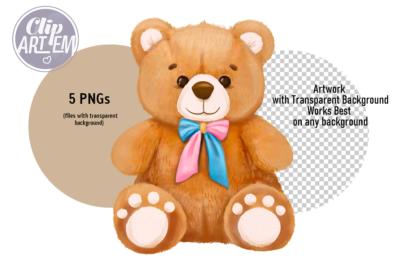 Clip
ART'EM
5 PNGs
(files with transparent
background)
Artwork
with Transparent Background
Works Best
on any background